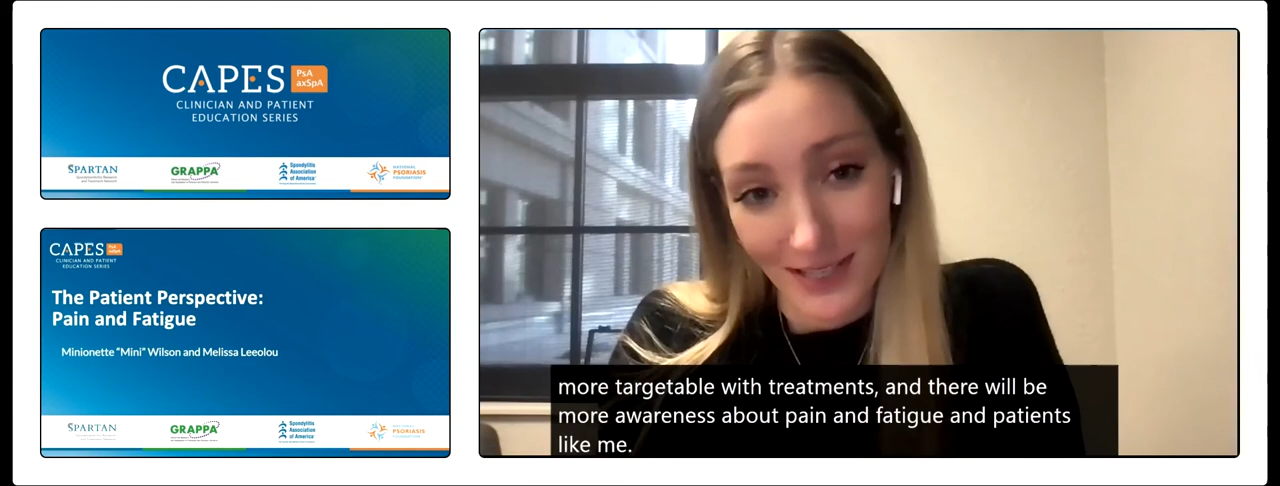 CAPES
PsA
axSpA
CLINICIAN AND PATIENT
EDUCATION SERIES
SPARTAN
GRAPPA
Spondylitis
Association
of America
NATIONAL
PSORIASIS
FOUNDATION
CAPES
PsA
axSpA
CLINICIAN AND PATIENT
EDUCATION SERIES
The Patient Perspective:
Pain and Fatigue
Minionette “Mini” Wilson and Melissa Leeolou
SPARTAN
GRAPPA
Spondylitis
Association
of America
NATIONAL
PSORIASIS
FOUNDATION
more targetable with treatments, and there will be
more awareness about pain and fatigue and patients
like me.